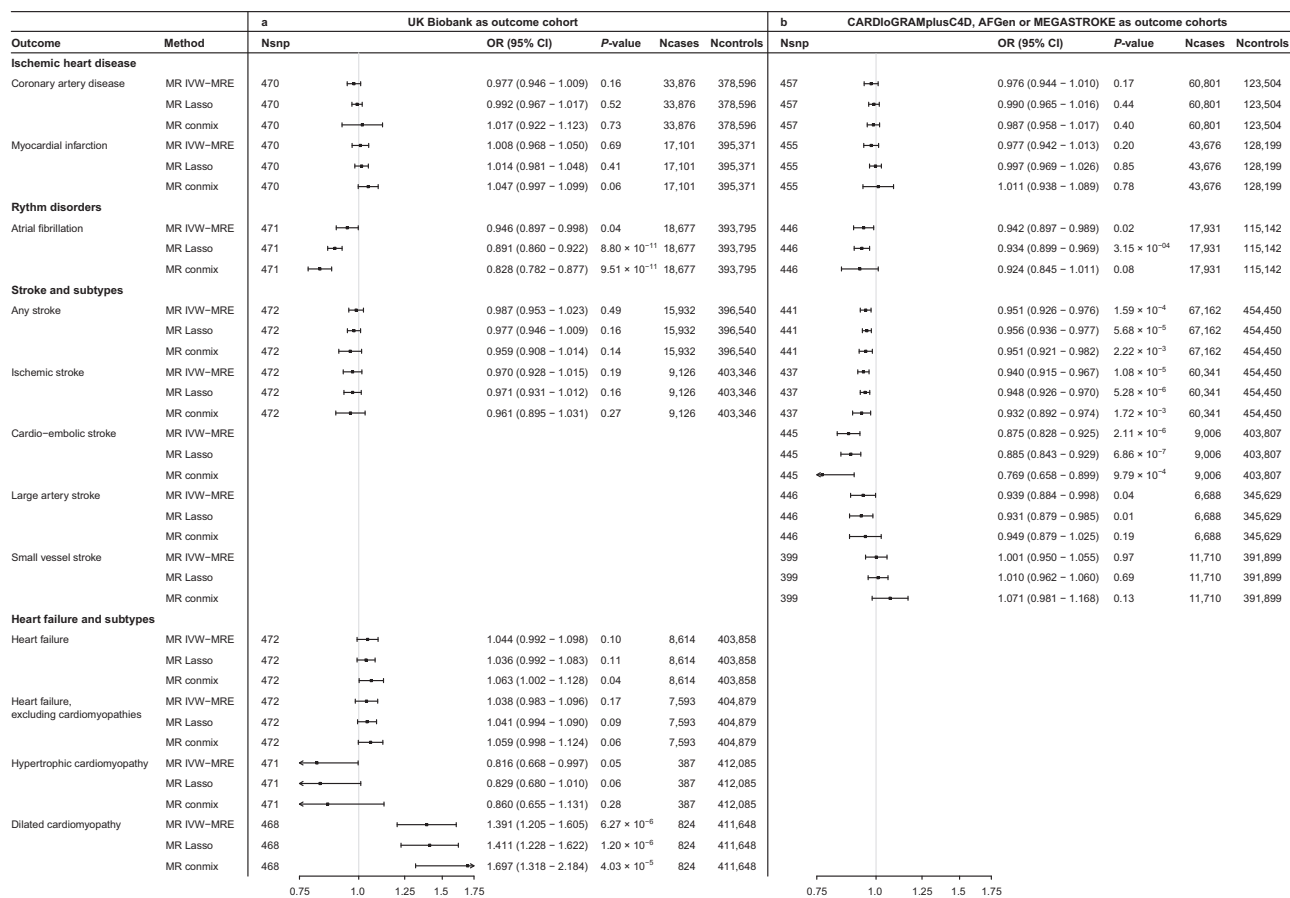 a UK Biobank as outcome cohort b CARDIoGRAMplusC4D, AFGen or MEGASTROKE as outcome cohorts
Outcome Method Nsnp OR (95% CI) P-value Ncases Ncontrols Nsnp OR (95% CI) P-value Ncases Ncontrols
Ischemic heart disease
Coronary artery disease MR IVW−MRE 470 0.977 (0.946 − 1.009) 0.16 33,876 378,596 457 0.976 (0.944 − 1.010) 0.17 60,801 123,504
MR Lasso 470 0.992 (0.967 − 1.017) 0.52 33,876 378,596 457 0.990 (0.965 − 1.016) 0.44 60,801 123,504
MR conmix 470 1.017 (0.922 − 1.123) 0.73 33,876 378,596 457 0.987 (0.958 − 1.017) 0.40 60,801 123,504
Myocardial infarction MR IVW−MRE 470 1.008 (0.968 − 1.050) 0.69 17,101 395,371 455 0.977 (0.942 − 1.013) 0.20 43,676 128,199
MR Lasso 470 1.014 (0.981 − 1.048) 0.41 17,101 395,371 455 0.997 (0.969 − 1.026) 0.85 43,676 128,199
MR conmix 470 1.047 (0.997 − 1.099) 0.06 17,101 395,371 455 1.011 (0.938 − 1.089) 0.78 43,676 128,199
Rythm disorders
Atrial fibrillation MR IVW−MRE 471 0.946 (0.897 − 0.998) 0.04 18,677 393,795 446 0.942 (0.897 − 0.989) 0.02 17,931 115,142
MR Lasso 471 0.891 (0.860 − 0.922) 8.80 × 10⁻¹¹ 18,677 393,795 446 0.934 (0.899 − 0.969) 3.15 × 10⁻⁰⁴ 17,931 115,142
MR conmix 471 0.828 (0.782 − 0.877) 9.51 × 10⁻¹¹ 18,677 393,795 446 0.924 (0.845 − 1.011) 0.08 17,931 115,142
Stroke and subtypes
Any stroke MR IVW−MRE 472 0.987 (0.953 − 1.023) 0.49 15,932 396,540 441 0.951 (0.926 − 0.976) 1.59 × 10⁻⁴ 67,162 454,450
MR Lasso 472 0.977 (0.946 − 1.009) 0.16 15,932 396,540 441 0.956 (0.936 − 0.977) 5.68 × 10⁻⁵ 67,162 454,450
MR conmix 472 0.959 (0.908 − 1.014) 0.14 15,932 396,540 441 0.951 (0.921 − 0.982) 2.22 × 10⁻³ 67,162 454,450
Ischemic stroke MR IVW−MRE 472 0.970 (0.928 − 1.015) 0.19 9,126 403,346 437 0.940 (0.915 − 0.967) 1.08 × 10⁻⁵ 60,341 454,450
MR Lasso 472 0.971 (0.931 − 1.012) 0.16 9,126 403,346 437 0.948 (0.926 − 0.970) 5.28 × 10⁻⁶ 60,341 454,450
MR conmix 472 0.961 (0.895 − 1.031) 0.27 9,126 403,346 437 0.932 (0.892 − 0.974) 1.72 × 10⁻³ 60,341 454,450
Cardio−embolic stroke MR IVW−MRE 445 0.875 (0.828 − 0.925) 2.11 × 10⁻⁶ 9,006 403,807
MR Lasso 445 0.885 (0.843 − 0.929) 6.86 × 10⁻⁷ 9,006 403,807
MR conmix 445 0.769 (0.658 − 0.899) 9.79 × 10⁻⁴ 9,006 403,807
Large artery stroke MR IVW−MRE 446 0.939 (0.884 − 0.998) 0.04 6,688 345,629
MR Lasso 446 0.931 (0.879 − 0.985) 0.01 6,688 345,629
MR conmix 446 0.949 (0.879 − 1.025) 0.19 6,688 345,629
Small vessel stroke MR IVW−MRE 399 1.001 (0.950 − 1.055) 0.97 11,710 391,899
MR Lasso 399 1.010 (0.962 − 1.060) 0.69 11,710 391,899
MR conmix 399 1.071 (0.981 − 1.168) 0.13 11,710 391,899
Heart failure and subtypes
Heart failure MR IVW−MRE 472 1.044 (0.992 − 1.098) 0.10 8,614 403,858
MR Lasso 472 1.036 (0.992 − 1.083) 0.11 8,614 403,858
MR conmix 472 1.063 (1.002 − 1.128) 0.04 8,614 403,858
Heart failure, MR IVW−MRE 472 1.038 (0.983 − 1.096) 0.17 7,593 404,879
excluding cardiomyopathies
MR Lasso 472 1.041 (0.994 − 1.090) 0.09 7,593 404,879
MR conmix 472 1.059 (0.998 − 1.124) 0.06 7,593 404,879
Hypertrophic cardiomyopathy MR IVW−MRE 471 0.816 (0.668 − 0.997) 0.05 387 412,085
MR Lasso 471 0.829 (0.680 − 1.010) 0.06 387 412,085
MR conmix 471 0.860 (0.655 − 1.131) 0.28 387 412,085
Dilated cardiomyopathy MR IVW−MRE 468 1.391 (1.205 − 1.605) 6.27 × 10⁻⁶ 824 411,648
MR Lasso 468 1.411 (1.228 − 1.622) 1.20 × 10⁻⁶ 824 411,648
MR conmix 468 1.697 (1.318 − 2.184) 4.03 × 10⁻⁵ 824 411,648
0.75 1.0 1.25 1.5 1.75 0.75 1.0 1.25 1.5 1.75